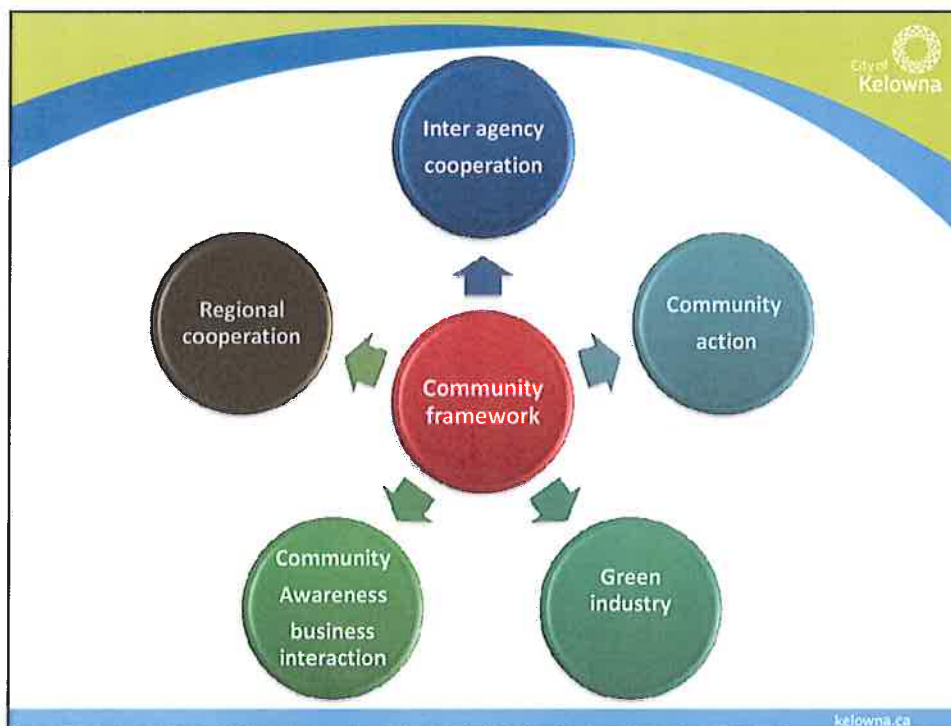 City of
Kelowna
Inter agency
cooperation
Regional
cooperation
Community
action
Community
framework
Community
Awareness
business
interaction
Green
industry
kelowna.ca